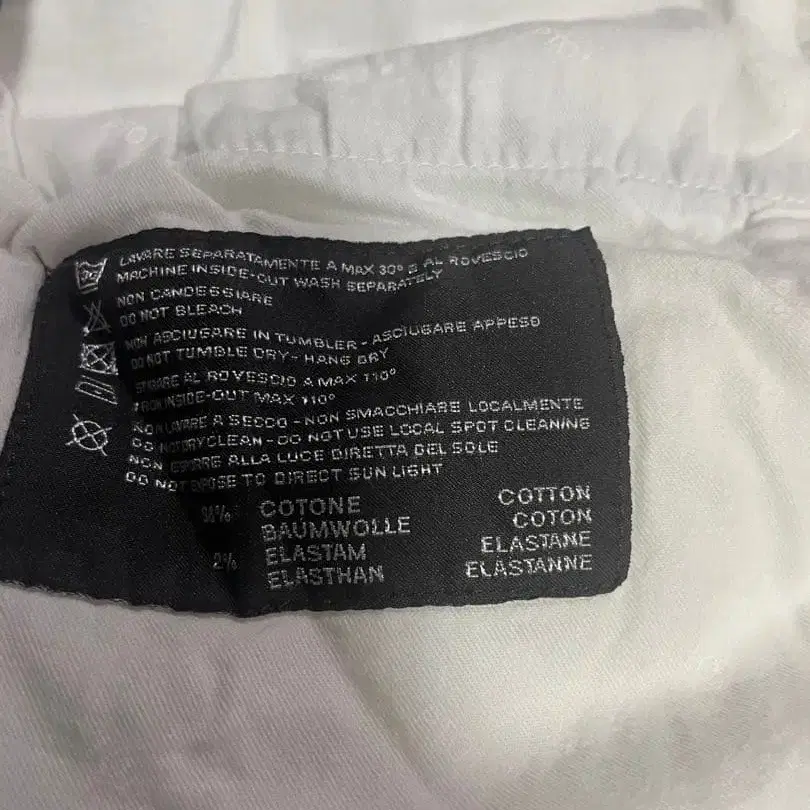 LAVARE SEPARATAMENTE A MAX 30° E AL ROVESCIO
MACHINE INSIDE-OUT WASH SEPARATELY
NON CANDEGGIARE
DO NOT BLEACH
NON ASCIUGARE IN TUMBLER - ASCIUGARE APPESO
DO NOT TUMBLE DRY - HANG DRY
STIRARE AL ROVESCIO A MAX 110°
IRON INSIDE-OUT MAX 110°
NON LAVARE A SECCO - NON SMACCHIARE LOCALMENTE
DO NOT DRYCLEAN - DO NOT USE LOCAL SPOT CLEANING
NON ALLA LUCE DIRETTA DEL SOLE
DO NOT EXPOSE TO DIRECT SUNLIGHT
COTONE COTTON
BAUMWOLLE COTON
2% ELASTAM ELASTANE
ELASTHAN ELASTANNE